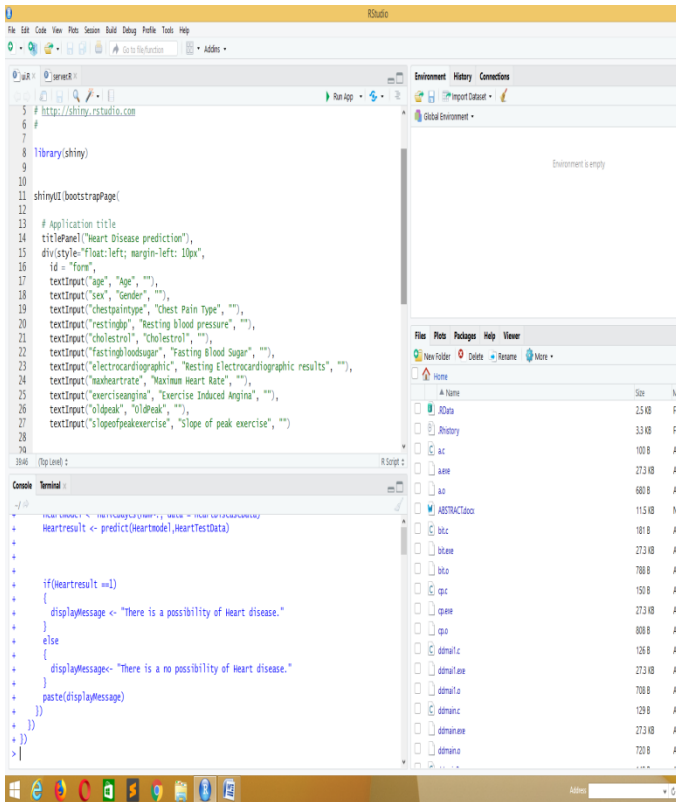 RStudio
File Edit Code View Plots Session Build Debug Profile Tools Help
Go to file/function Addins
ui.R server.R
Run App
5 # http://shiny.rstudio.com
6 #
7
8 library(shiny)
9
10
11 shinyUI(bootstrapPage(
12
13 # Application title
14 titlePanel("Heart Disease prediction"),
15 div(style="float:left; margin-left: 10px",
16 id = "form",
17 textInput("age", "Age", ""),
18 textInput("sex", "Gender", ""),
19 textInput("chestpaintype", "Chest Pain Type", ""),
20 textInput("restingbp", "Resting blood pressure", ""),
21 textInput("cholestrol", "Cholestrol", ""),
22 textInput("fastingbloodsugar", "Fasting Blood Sugar", ""),
23 textInput("electrocardiographic", "Resting Electrocardiographic results", ""),
24 textInput("maxheartrate", "Maximum Heart Rate", ""),
25 textInput("exerciseangina", "Exercise Induced Angina", ""),
26 textInput("oldpeak", "OldPeak", ""),
27 textInput("slopeofpeakexercise", "Slope of peak exercise", "")
28
29
39:46 (Top Level) R Script
Console Terminal
~/
+ Heartresult <- predict(Heartmodel,HeartTestData)
+
+
+
+ if(Heartresult ==1)
+ {
+ displayMessage <- "There is a possibility of Heart disease."
+ }
+ else
+ {
+ displayMessage<- "There is a no possibility of Heart disease."
+ }
+ paste(displayMessage)
+ })
+ })
+ })
>
Environment History Connections
Import Dataset
Global Environment
Environment is empty
Files Plots Packages Help Viewer
New Folder Delete Rename More
Home
Name Size
.RData 2.5 KB
.Rhistory 3.3 KB
a.c 100 B
a.exe 27.3 KB
a.o 680 B
ABSTRACT.docx 11.5 KB
bit.c 181 B
bit.exe 27.3 KB
bit.o 788 B
cp.c 150 B
cp.exe 27.3 KB
cp.o 808 B
ddmai1.c 126 B
ddmai1.exe 27.3 KB
ddmai1.o 708 B
ddmain.c 129 B
ddmain.exe 27.3 KB
ddmain.o 720 B
Address